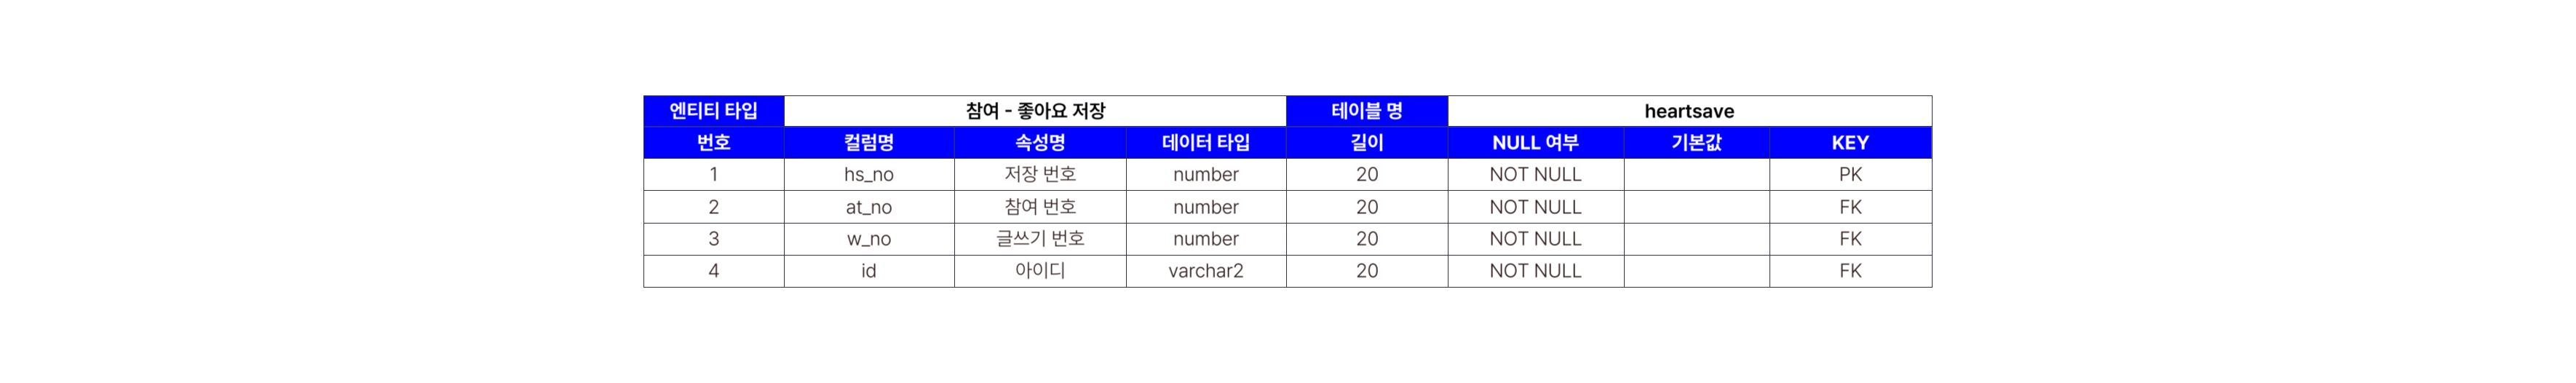 엔티티 타입 참여 - 좋아요 저장 테이블 명 heartsave
번호 컬럼명 속성명 데이터 타입 길이 NULL 여부 기본값 KEY
1 hs_no 저장 번호 number 20 NOT NULL PK
2 at_no 참여 번호 number 20 NOT NULL FK
3 w_no 글쓰기 번호 number 20 NOT NULL FK
4 id 아이디 varchar2 20 NOT NULL FK